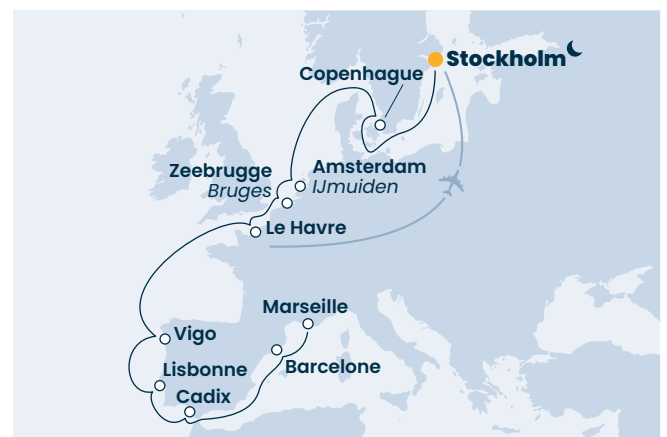 Stockholm
Copenhague
Zeebrugge
Bruges
Amsterdam
IJmuiden
Le Havre
Marseille
Vigo
Barcelone
Lisbonne
Cadix